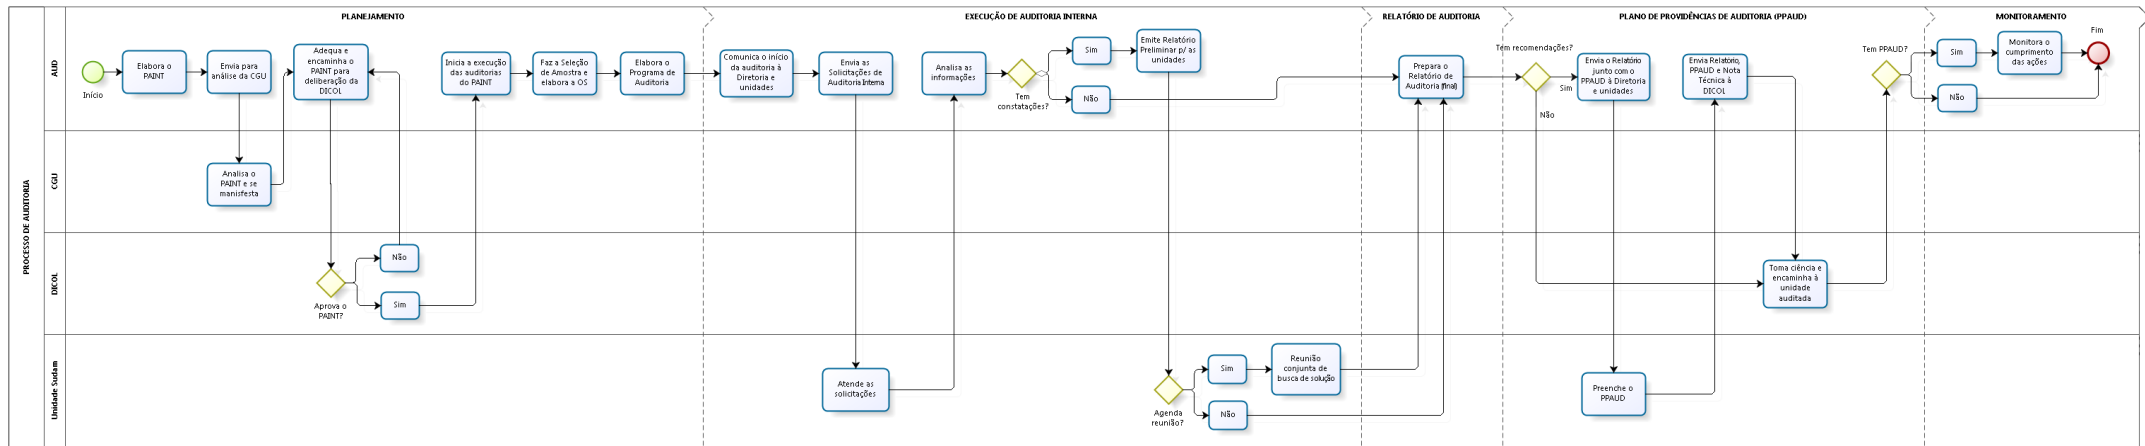 PLANEJAMENTO
EXECUÇÃO DE AUDITORIA INTERNA
RELATÓRIO DE AUDITORIA
PLANO DE PROVIDÊNCIAS DE AUDITORIA (PPAUD)
MONITORAMENTO
PROCESSO DE AUDITORIA
AUD
Início
Elabora o
PAINT
Envia para
análise da CGU
Adequa e
encaminha o
PAINT para
deliberação da
DICOL
Inicia a execução
das auditorias
do PAINT
Faz a Seleção
de Amostra e
elabora a OS
Elabora o
Programa de
Auditoria
Comunica o início
da auditoria à
Diretoria e
unidades
Envia as
Solicitações de
Auditoria Interna
Analisa as
informações
Tem
constatações?
Sim
Não
Emite Relatório
Preliminar p/ as
unidades
Prepara o
Relatório de
Auditoria (final)
Tem recomendações?
Sim
Não
Envia o Relatório
junto com o
PPAUD à Diretoria
e unidades
Envia Relatório,
PPAUD e Nota
Técnica à
DICOL
Tem PPAUD?
Sim
Não
Monitora o
cumprimento
das ações
Fim
CGU
Analisa o
PAINT e se
manisfesta
DICOL
Aprova o
PAINT?
Não
Sim
Toma ciência e
encaminha à
unidade
auditada
Unidade Sudam
Atende as
solicitações
Agenda
reunião?
Sim
Não
Reunião
conjunta de
busca de solução
Preenche o
PPAUD